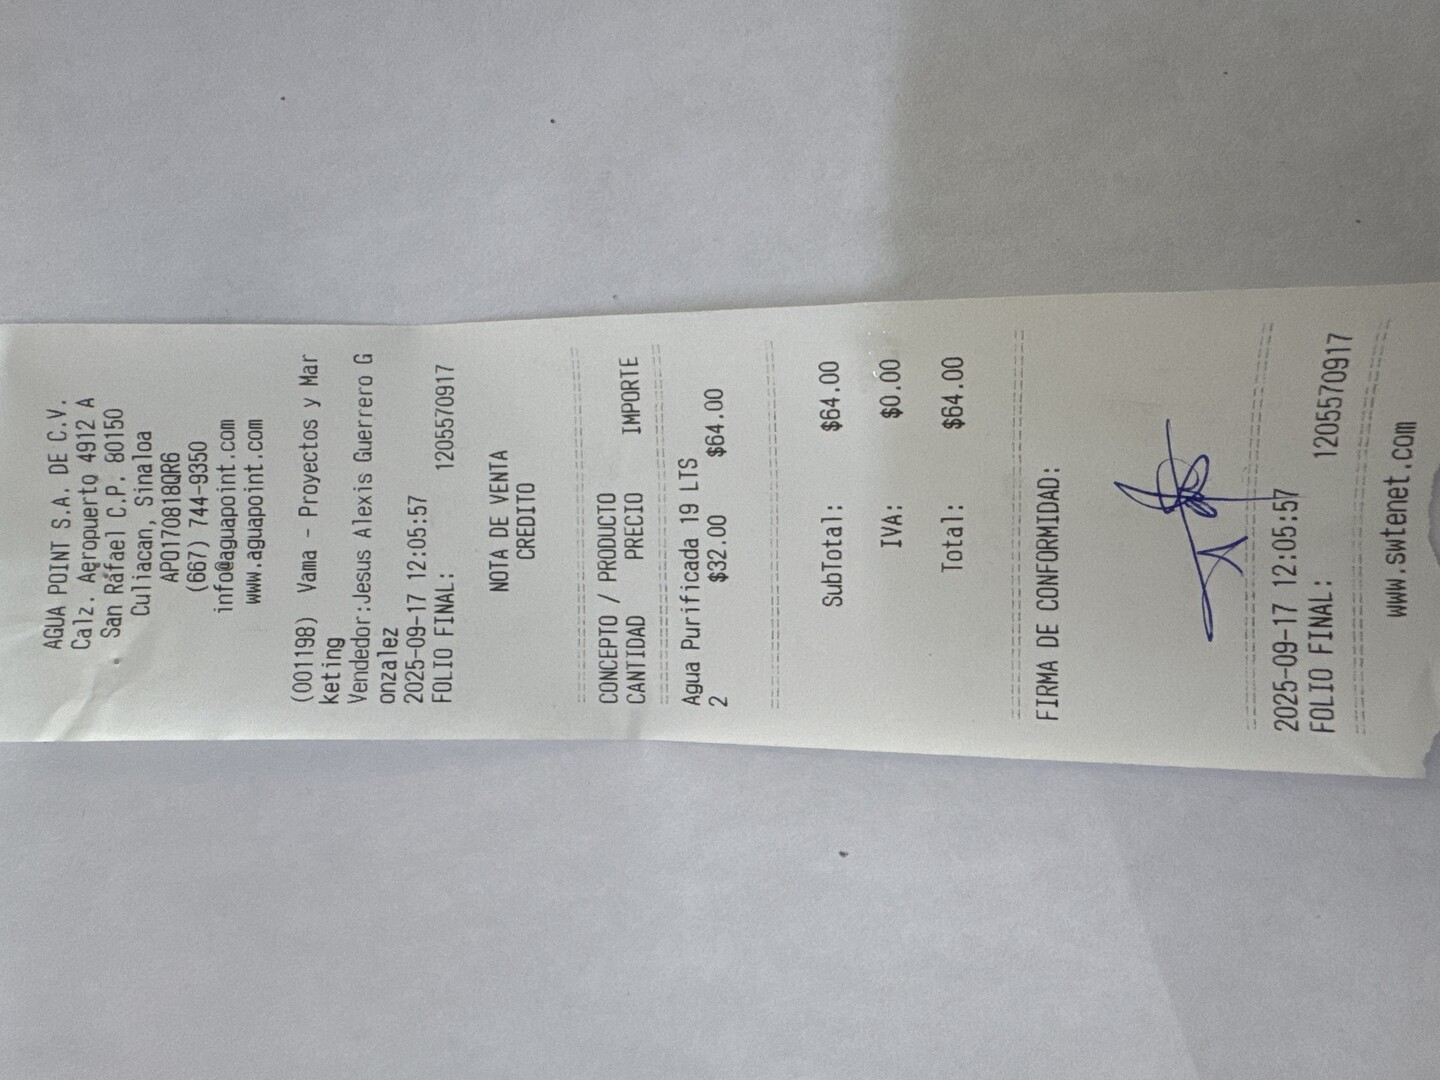 AGUA POINT S.A. DE C.V.
Calz. Aeropuerto 4912 A
San Rafael C.P. 80150
Culiacan, Sinaloa
APO170818QR6
(667) 744-9350
info@aguapoint.com
www.aguapoint.com
(001198) Vama - Proyectos y Mar
keting
Vendedor:Jesus Alexis Guerrero G
onzalez
2025-09-17 12:05:57
FOLIO FINAL: 1205570917
NOTA DE VENTA
CREDITO
CONCEPTO / PRODUCTO
CANTIDAD PRECIO IMPORTE
Agua Purificada 19 LTS
2 $32.00 $64.00
SubTotal: $64.00
IVA: $0.00
Total: $64.00
FIRMA DE CONFORMIDAD:
2025-09-17 12:05:57
FOLIO FINAL: 1205570917
www.swtenet.com